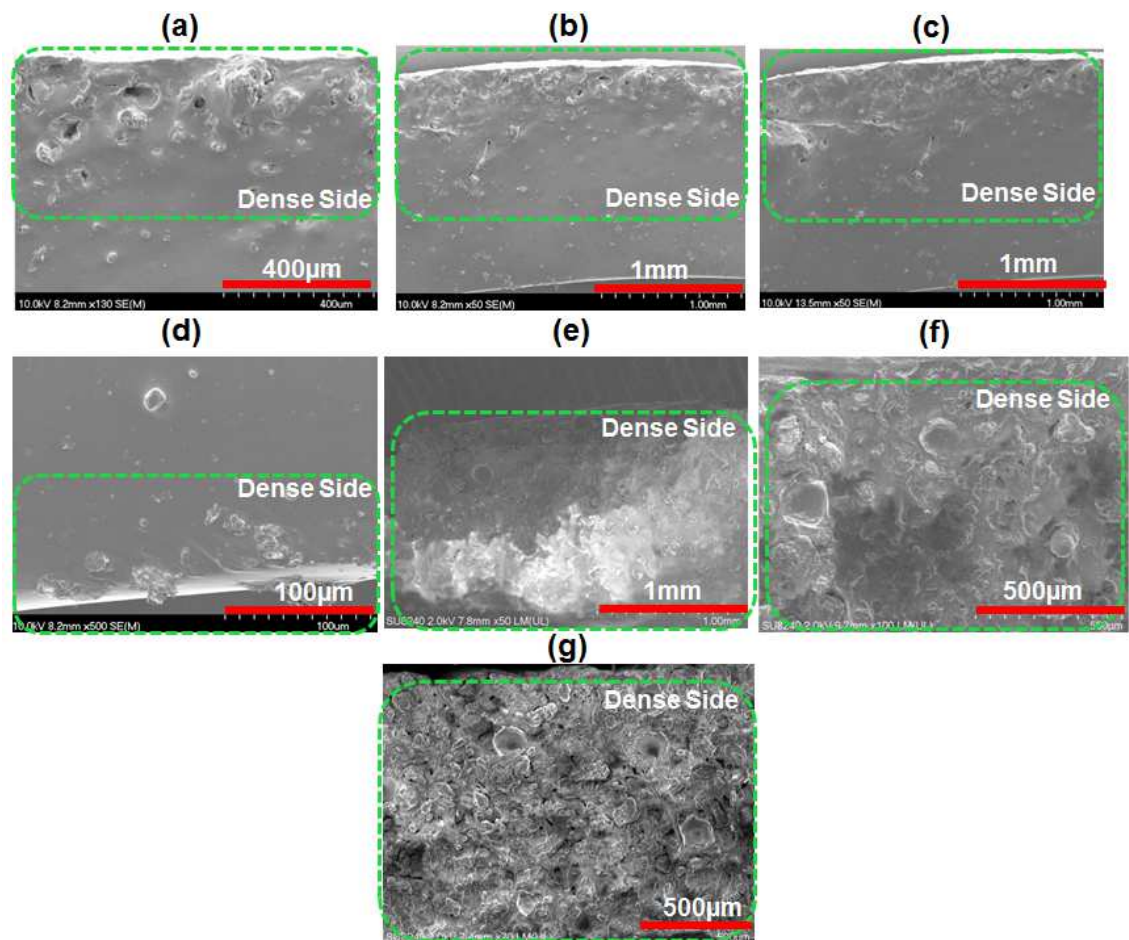 (a)
(b)
(c)
Dense Side
Dense Side
Dense Side
400µm
1mm
1mm
10.0kV 8.2mm x130 SE(M)
400um
10.0kV 8.2mm x50 SE(M)
1.00mm
10.0kV 13.5mm x50 SE(M)
1.00mm
(d)
(e)
(f)
Dense Side
Dense Side
Dense Side
100µm
1mm
500µm
10.0kV 8.2mm x500 SE(M)
100um
SU8240 2.0kV 7.8mm x50 LM(UL)
1.00mm
(g)
Dense Side
500µm